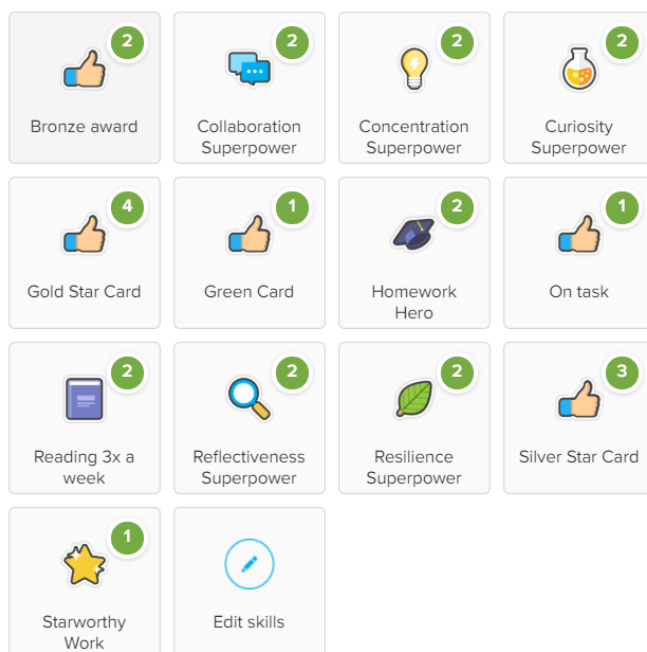 2
2
2
2
Bronze award
Collaboration
Superpower
Concentration
Superpower
Curiosity
Superpower
4
1
2
1
Gold Star Card
Green Card
Homework
Hero
On task
2
2
2
3
Reading 3x a
week
Reflectiveness
Superpower
Resilience
Superpower
Silver Star Card
1
Starworthy
Work
Edit skills